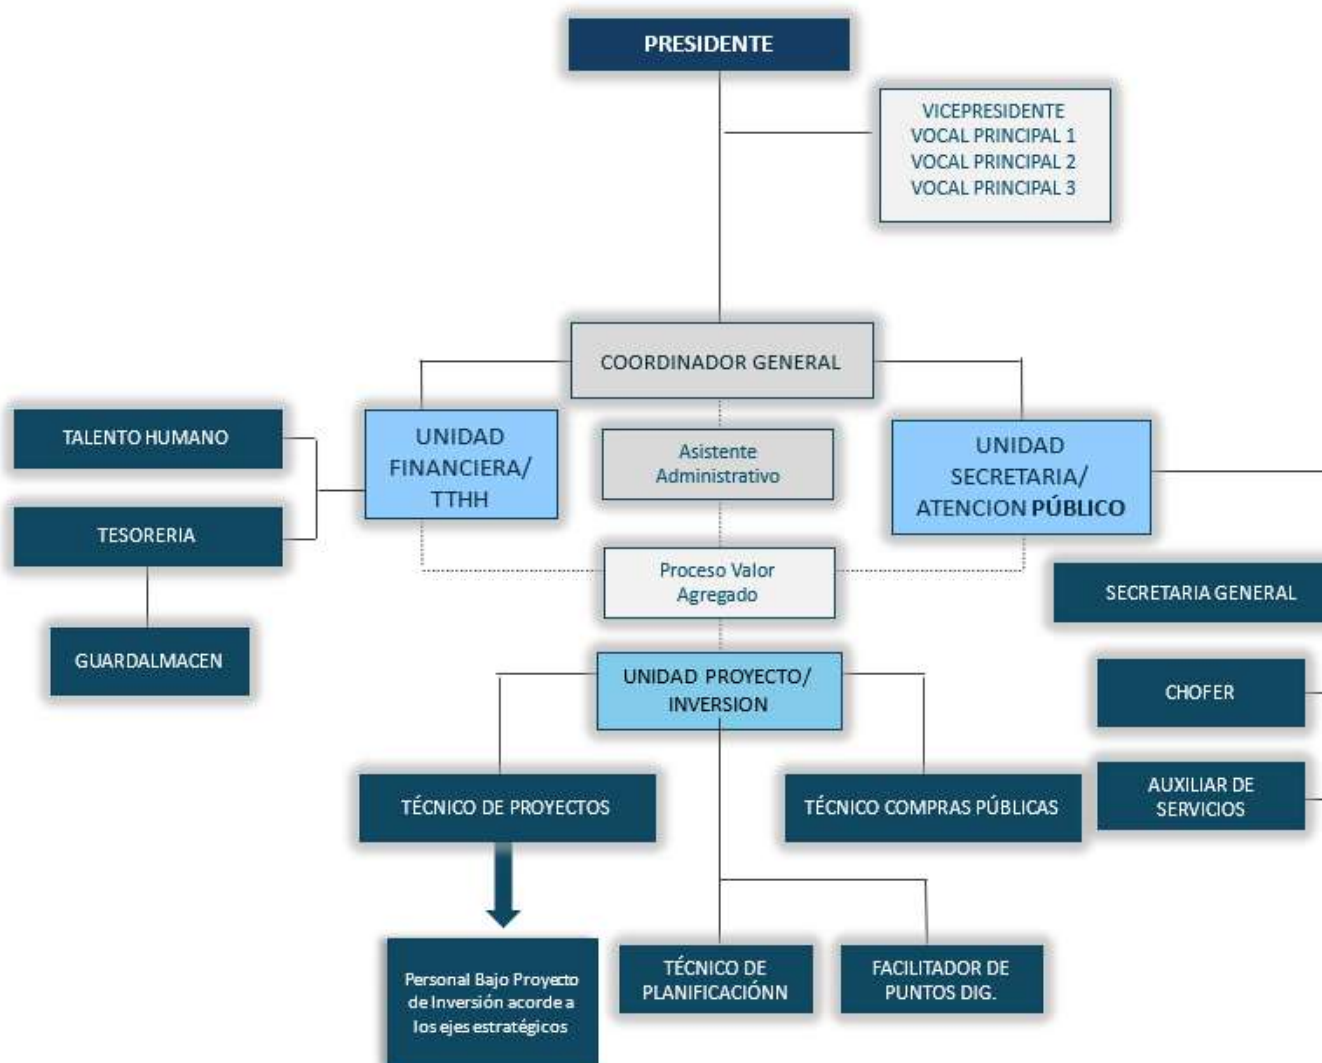 PRESIDENTE
VICEPRESIDENTE
VOCAL PRINCIPAL 1
VOCAL PRINCIPAL 2
VOCAL PRINCIPAL 3
COORDINADOR GENERAL
TALENTO HUMANO
UNIDAD
FINANCIERA/
TTHH
Asistente
Administrativo
UNIDAD
SECRETARIA/
ATENCION PÚBLICO
TESORERIA
Proceso Valor
Agregado
SECRETARIA GENERAL
GUARDALMACEN
UNIDAD PROYECTO/
INVERSION
CHOFER
TÉCNICO DE PROYECTOS
TÉCNICO COMPRAS PÚBLICAS
AUXILIAR DE
SERVICIOS
Personal Bajo Proyecto
de Inversión acorde a
los ejes estratégicos
TÉCNICO DE
PLANIFICACIÓNN
FACILITADOR DE
PUNTOS DIG.